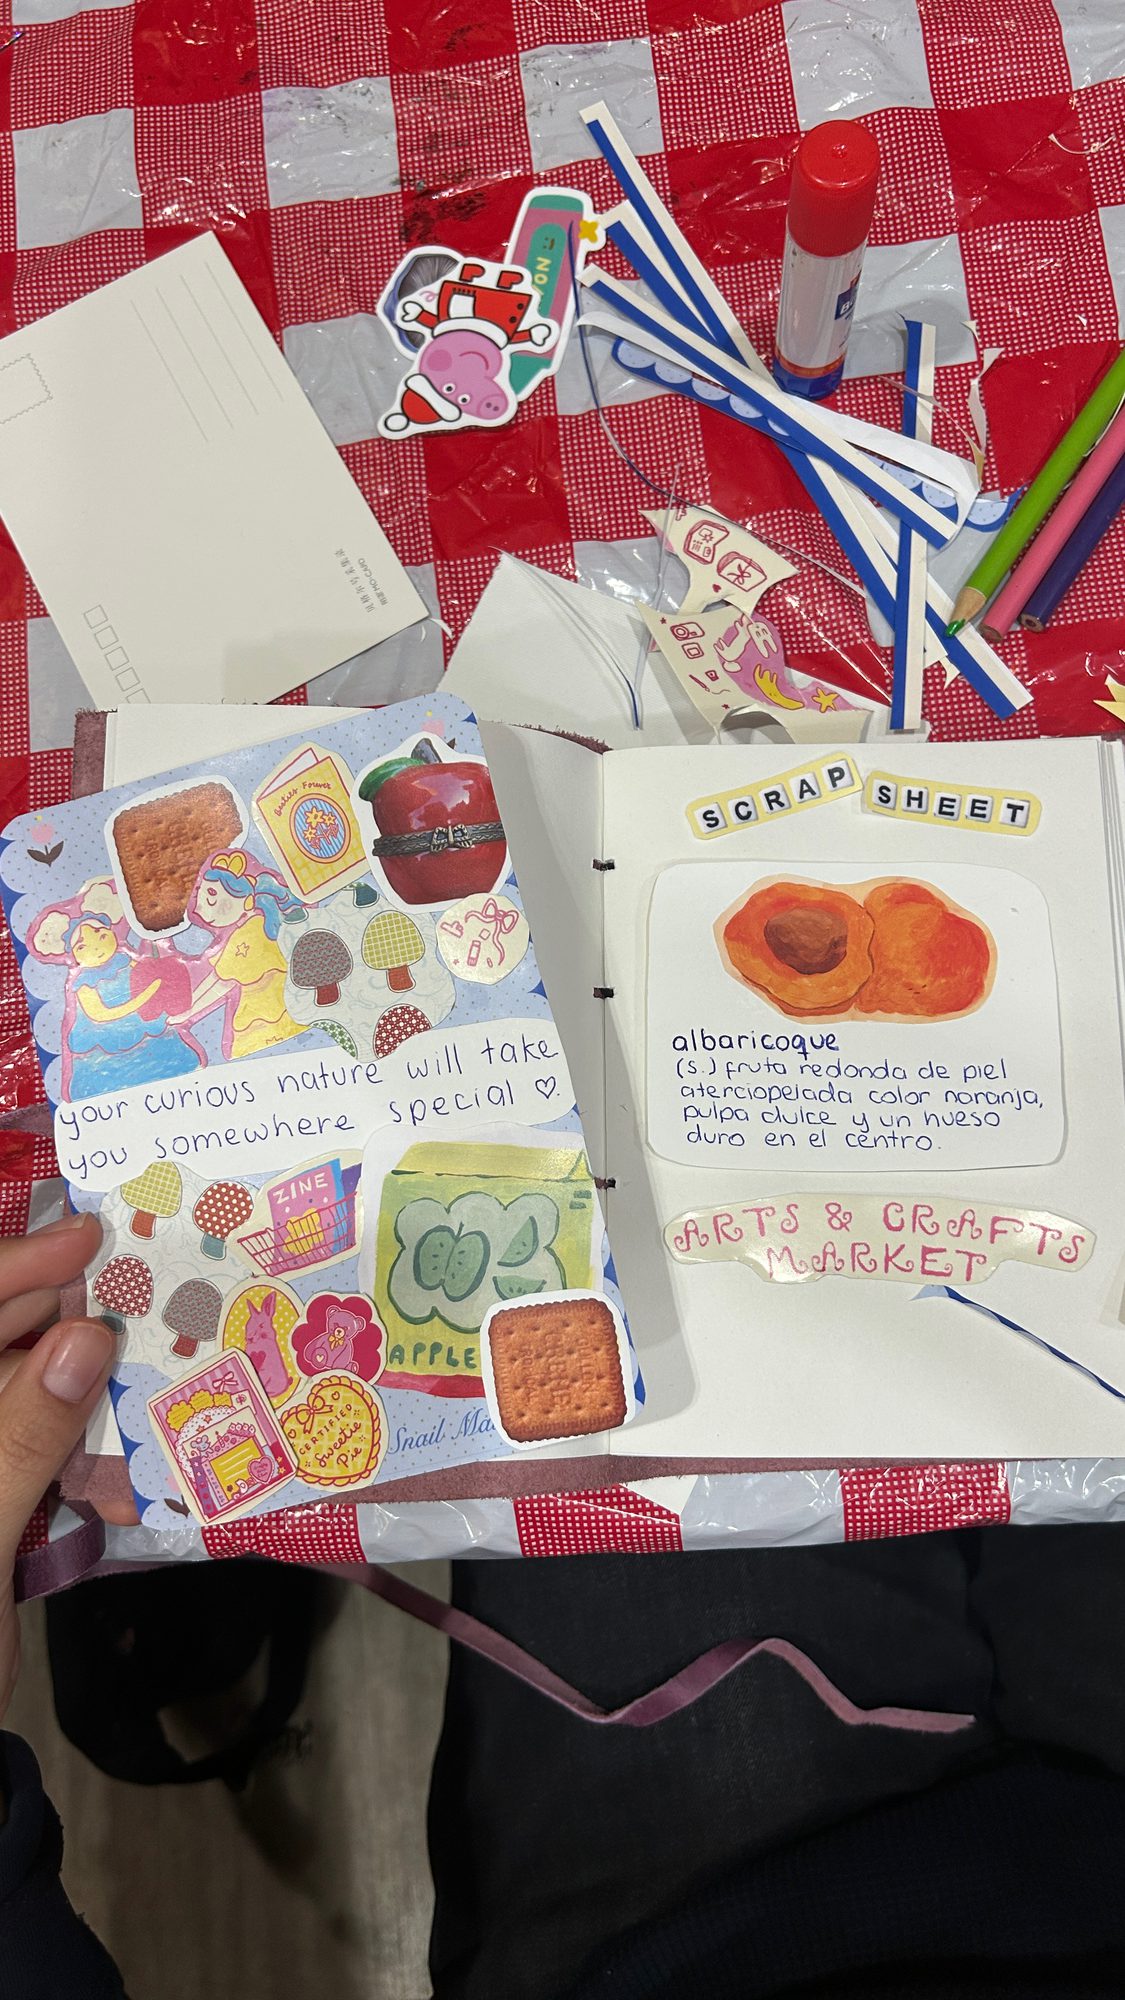 Besties Forever
your curious nature will take
you somewhere special ♡.
ZINE
APPLE
CERTIFIED
Sweetie
Pie
Snail
SCRAP SHEET
albaricoque
(s.) fruta redonda de piel
aterciopelada color naranja,
pulpa dulce y un hueso
duro en el centro.
ARTS & CRAFTS
MARKET